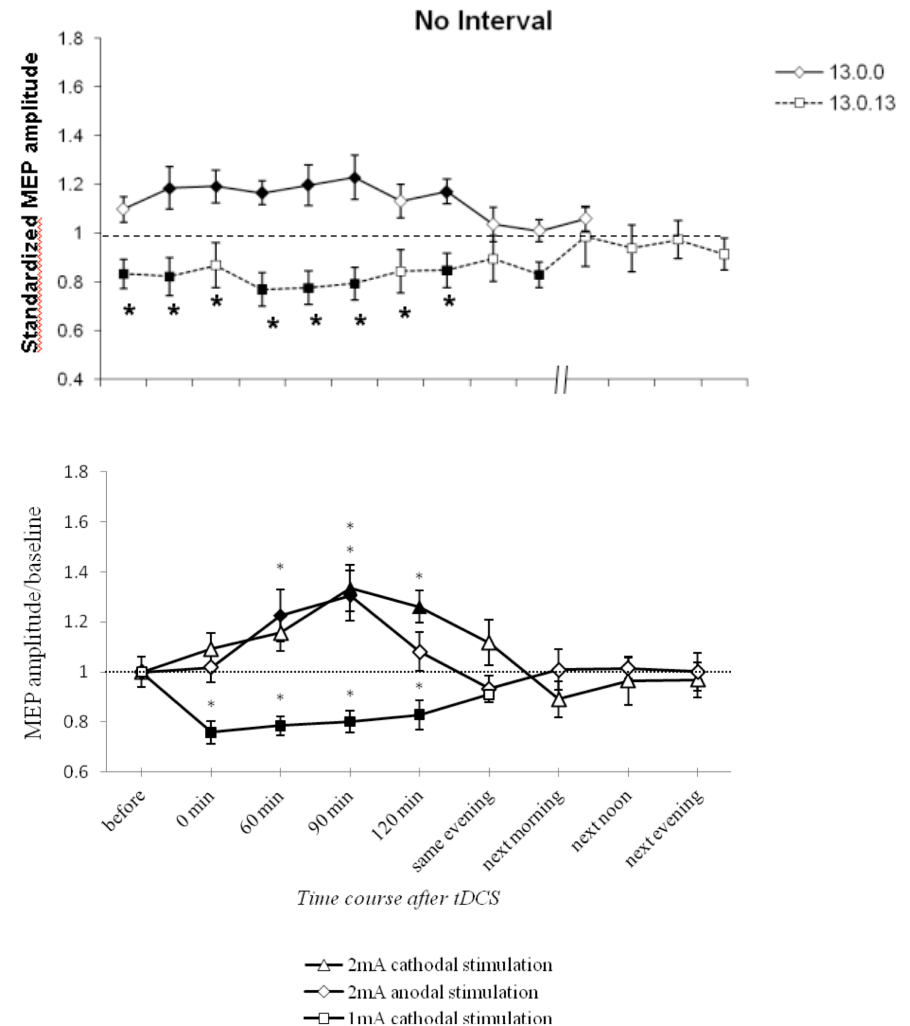 No Interval
Standardized MEP amplitude
1.8
1.6
1.4
1.2
1
0.8
0.6
0.4
13.0.0
13.0.13
* * * * * * * *
//
MEP amplitude/baseline
1.8
1.6
1.4
1.2
1
0.8
0.6
*
*
*
*
* * * *
before
0 min
60 min
90 min
120 min
same evening
next morning
next noon
next evening
Time course after tDCS
2mA cathodal stimulation
2mA anodal stimulation
1mA cathodal stimulation